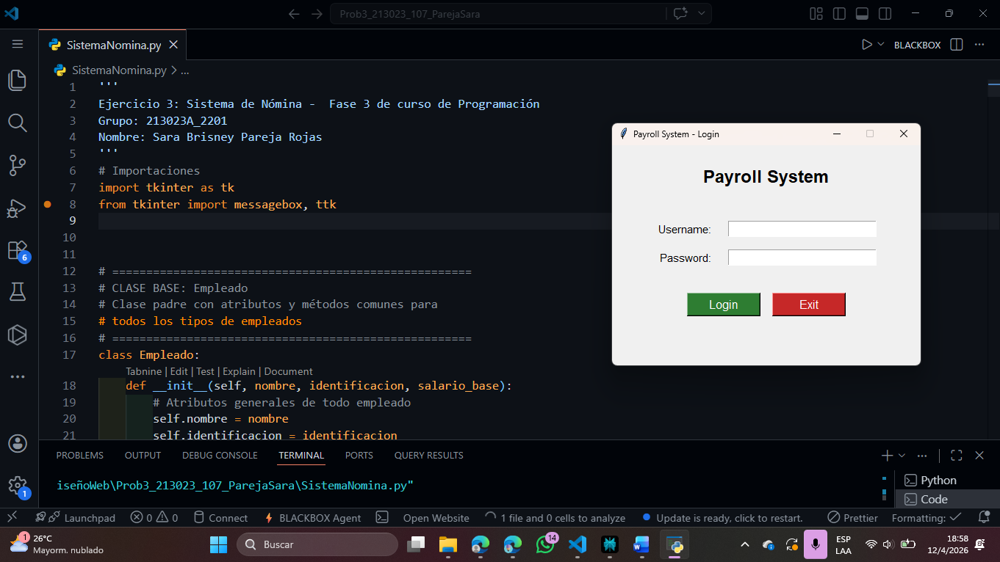 Prob3_213023_107_ParejaSara
SistemaNomina.py
BLACKBOX
SistemaNomina.py > ...
1 '''
2 Ejercicio 3: Sistema de Nómina -  Fase 3 de curso de Programación
3 Grupo: 213023A_2201
4 Nombre: Sara Brisney Pareja Rojas
5 '''
6 # Importaciones
7 import tkinter as tk
8 from tkinter import messagebox, ttk
9
10
11
12 # =====================================================
13 # CLASE BASE: Empleado
14 # Clase padre con atributos y métodos comunes para
15 # todos los tipos de empleados
16 # =====================================================
17 class Empleado:
Tabnine | Edit | Test | Explain | Document
18 def __init__(self, nombre, identificacion, salario_base):
19 # Atributos generales de todo empleado
20 self.nombre = nombre
21 self.identificacion = identificacion
Payroll System - Login
Payroll System
Username:
Password:
Login Exit
6
1
PROBLEMS OUTPUT DEBUG CONSOLE TERMINAL PORTS QUERY RESULTS
iseñoWeb\Prob3_213023_107_ParejaSara\SistemaNomina.py"
Python
Code
Launchpad 0 0 Connect BLACKBOX Agent Open Website 1 file and 0 cells to analyze Update is ready, click to restart. Prettier Formatting:
1
26°C
Mayorm. nublado
Buscar
14
ESP
LAA
18:58
12/4/2026